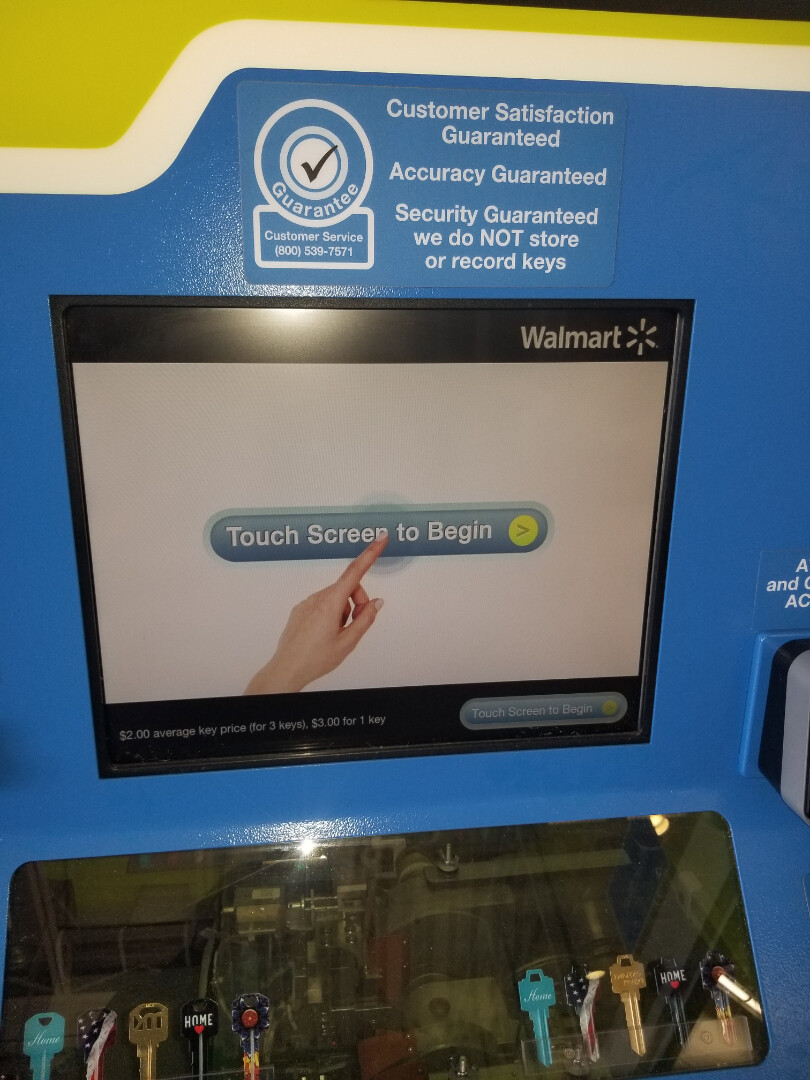 Customer Satisfaction
Guaranteed
Accuracy Guaranteed
Security Guaranteed
we do NOT store
or record keys
Guarantee
Customer Service
(800) 539-7571
Walmart
Touch Screen to Begin >
$2.00 average key price (for 3 keys), $3.00 for 1 key
Touch Screen to Begin >
A
and
AC
Home
HOME
Home
HOME